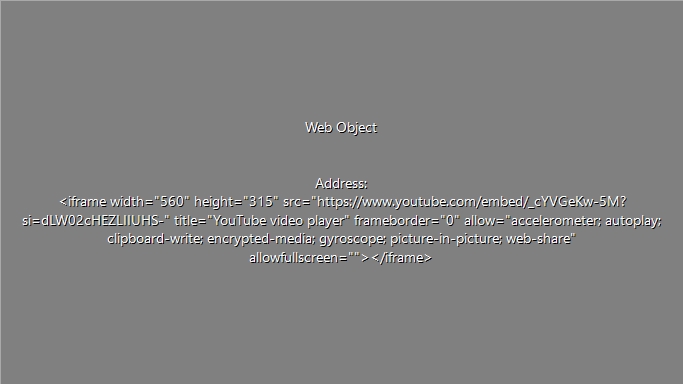 Web Object
Address:
<iframe width="560" height="315" src="https://www.youtube.com/embed/_cYVGeKw-5M?
si=dLW02cHEZLIIUHS-" title="YouTube video player" frameborder="0" allow="accelerometer; autoplay;
clipboard-write; encrypted-media; gyroscope; picture-in-picture; web-share"
allowfullscreen=""></iframe>